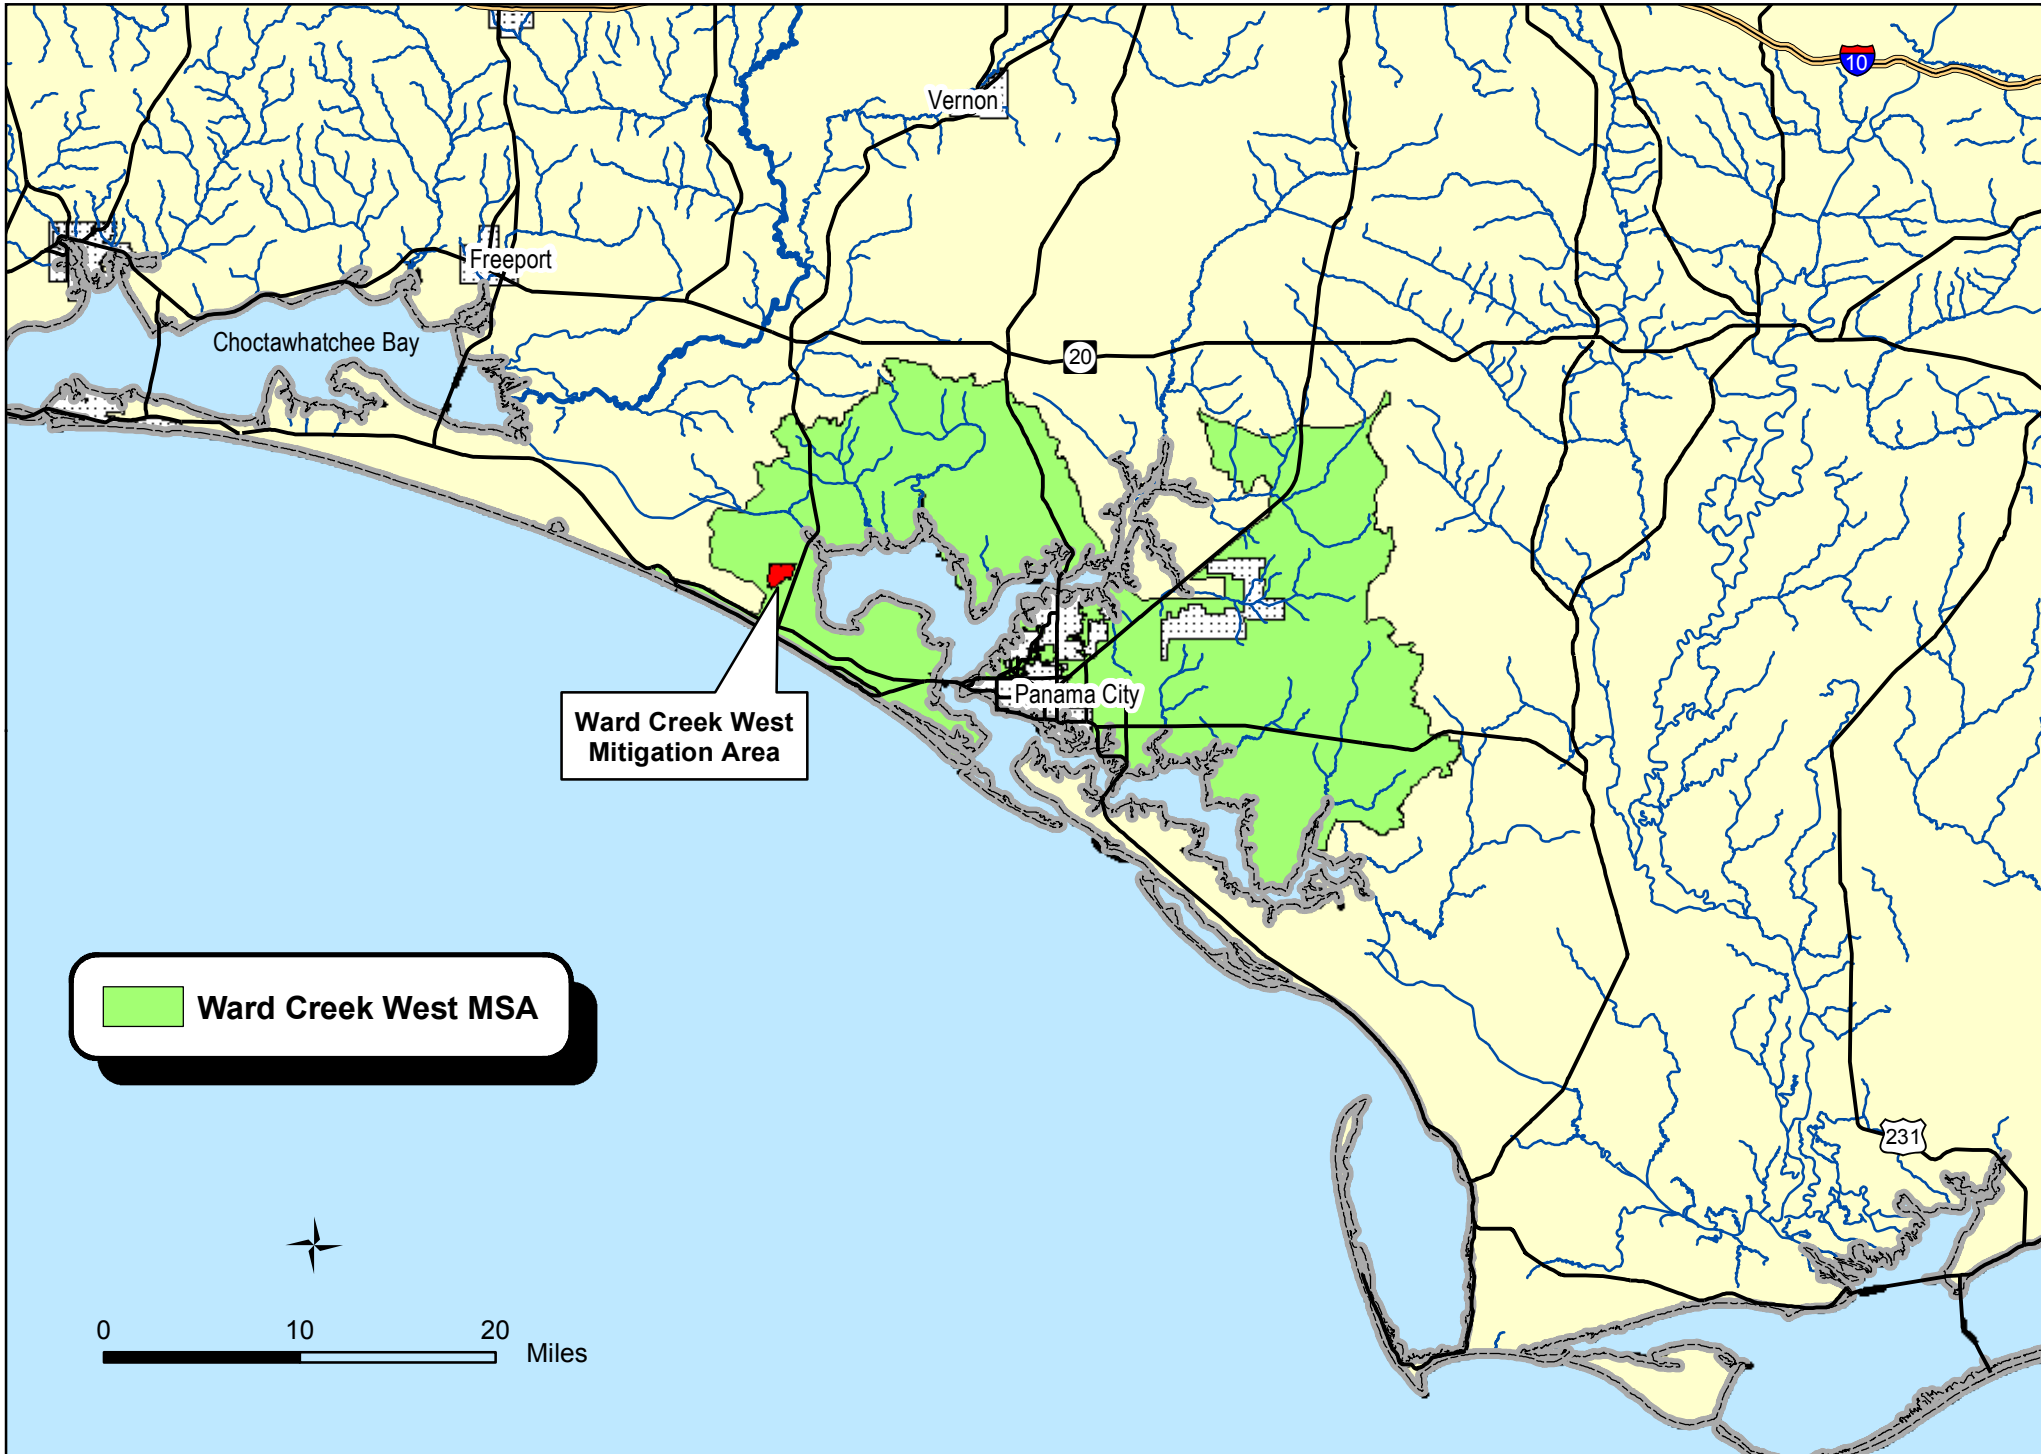 10
Vernon
Freeport
Choctawhatchee Bay
20
Panama City
Ward Creek West
Mitigation Area
Ward Creek West MSA
231
0 10 20
Miles